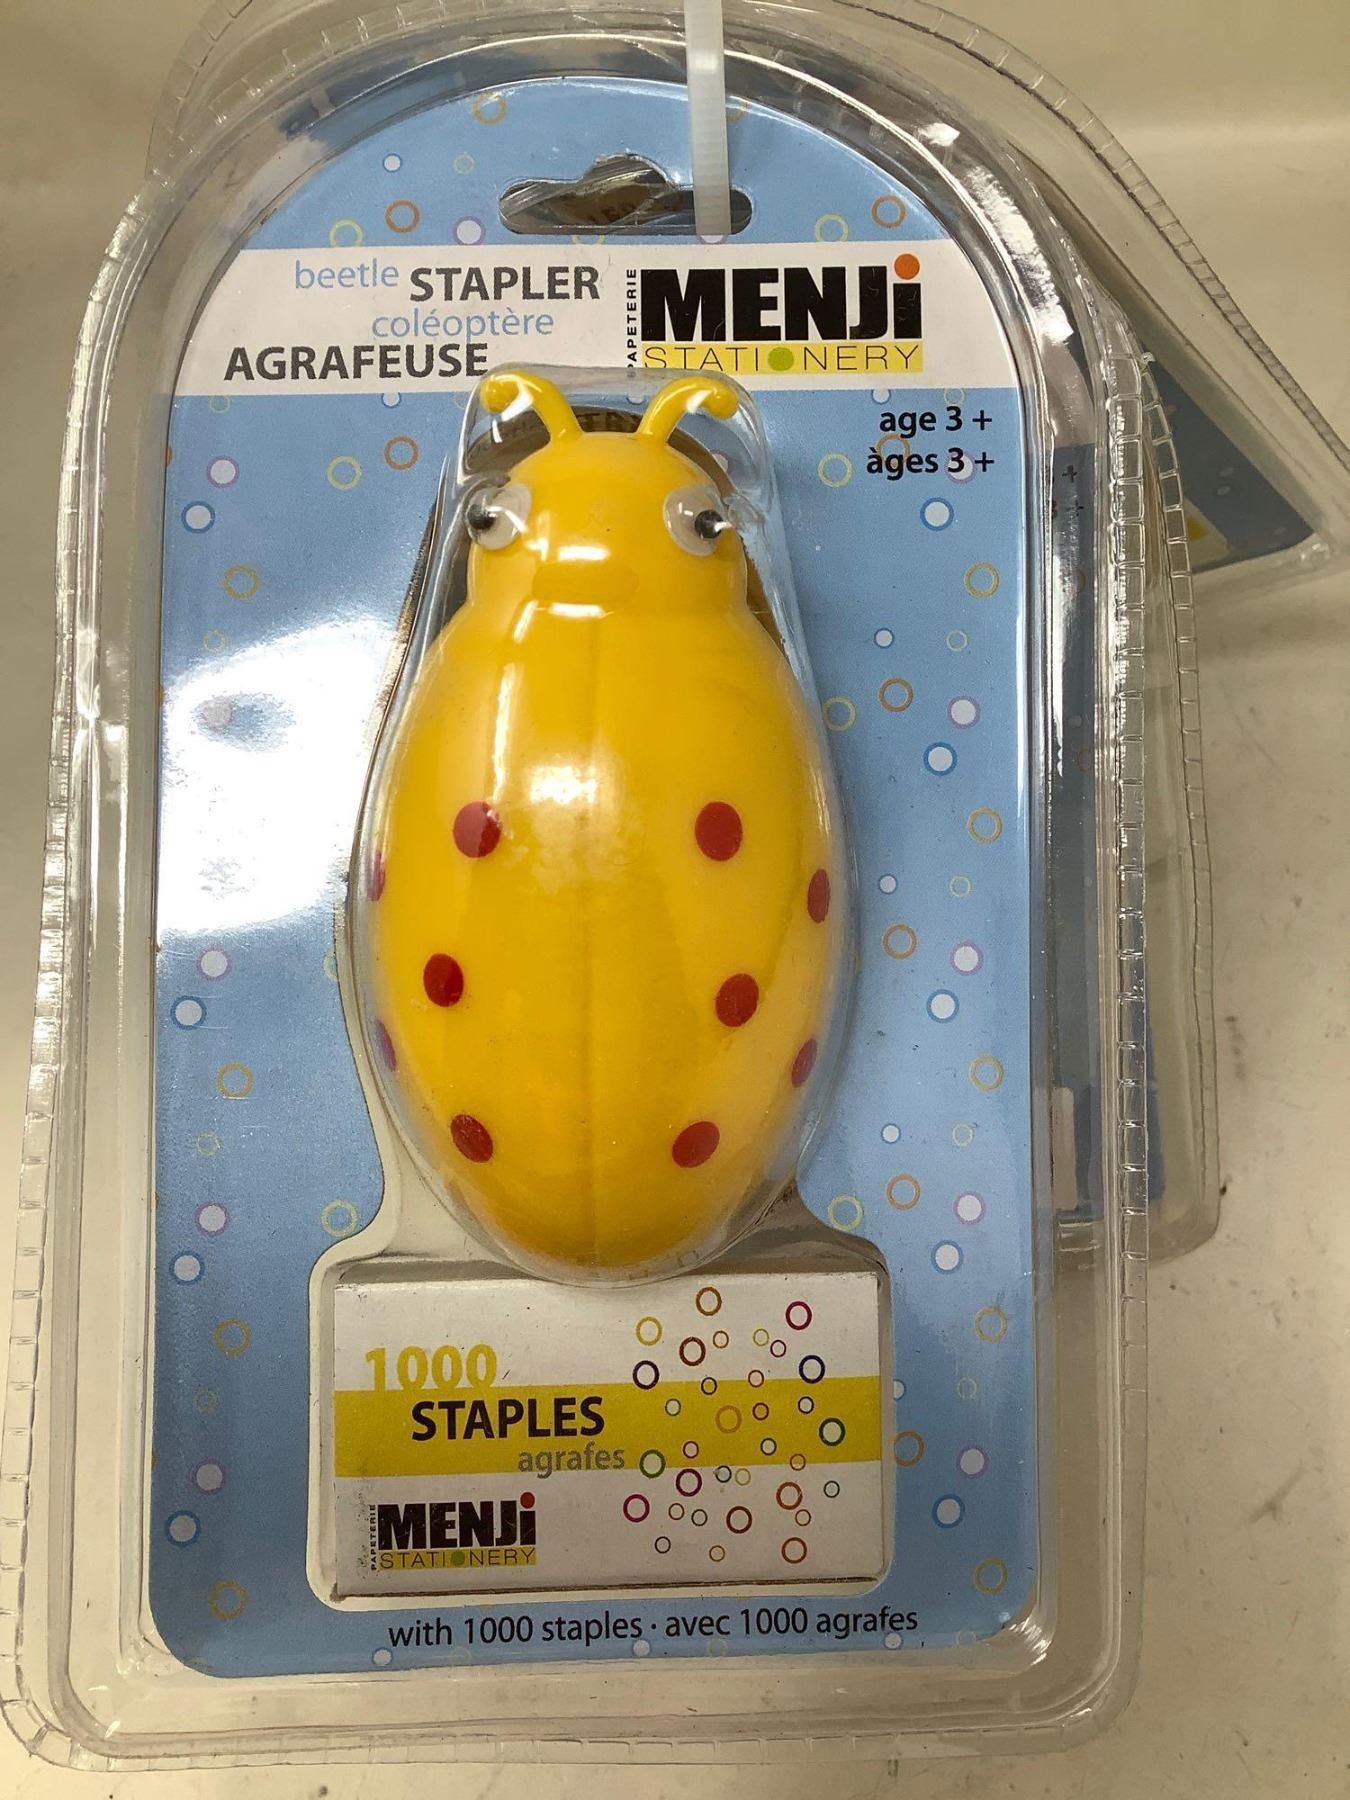 beetle STAPLER
coléoptère
AGRAFEUSE
PAPETERIE
MENJi
STATIONERY
age 3 +
àges 3 +
1000
STAPLES
agrafes
PAPETERIE
MENJi
STATIONERY
with 1000 staples · avec 1000 agrafes